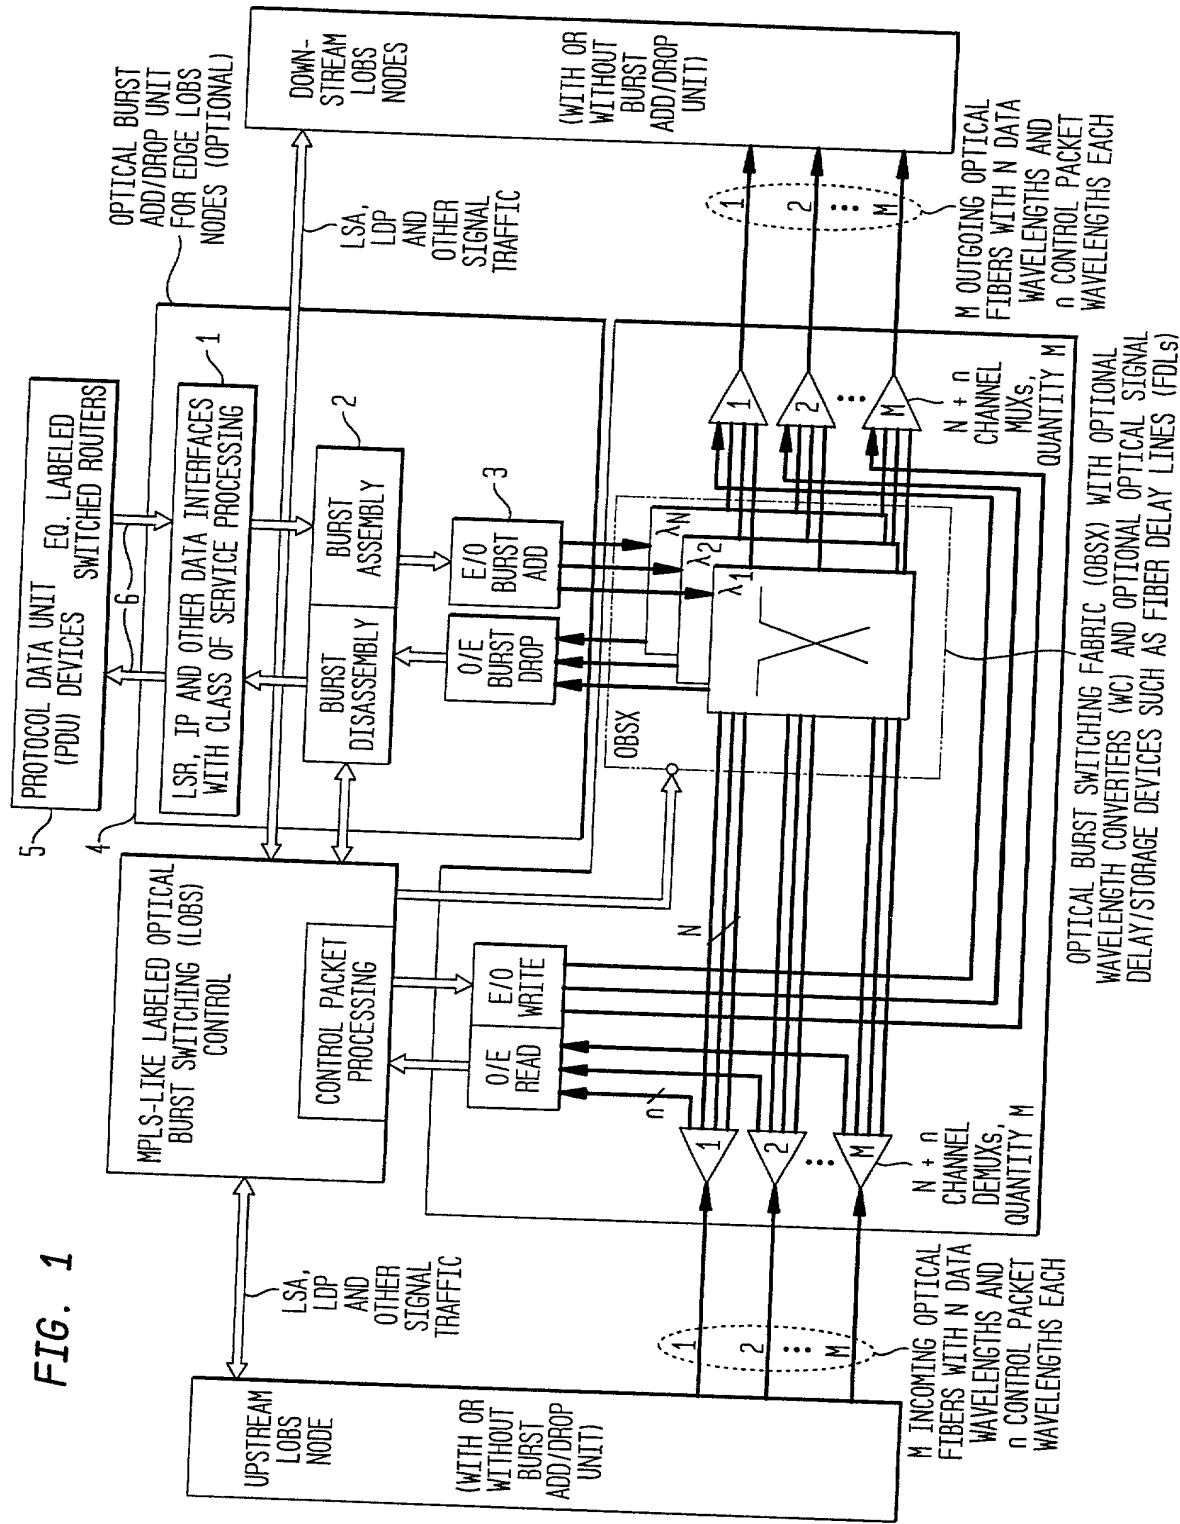 FIG. 1
PROTOCOL DATA UNIT
(PDU) DEVICES
EQ. LABELED
SWITCHED ROUTERS
5
6
4
LSR, IP AND OTHER DATA INTERFACES
WITH CLASS OF SERVICE PROCESSING
1
OPTICAL BURST
ADD/DROP UNIT
FOR EDGE LOBS
NODES (OPTIONAL)
MPLS-LIKE LABELED OPTICAL
BURST SWITCHING (LOBS)
CONTROL
CONTROL PACKET
PROCESSING
BURST
DISASSEMBLY
BURST
ASSEMBLY
2
O/E
BURST
DROP
E/O
BURST
ADD
3
UPSTREAM
LOBS
NODE
(WITH OR
WITHOUT
BURST
ADD/DROP
UNIT)
LSA,
LDP
AND
OTHER
SIGNAL
TRAFFIC
LSA,
LDP
AND
OTHER
SIGNAL
TRAFFIC
DOWN-
STREAM
LOBS
NODES
(WITH OR
WITHOUT
BURST
ADD/DROP
UNIT)
O/E
READ
E/O
WRITE
n
N
OBSX
λ1
λ2
λN
1
2
M
1
2
M
1
2
M
1
2
M
N + n
CHANNEL
DEMUXs,
QUANTITY M
N + n
CHANNEL
MUXs,
QUANTITY M
M INCOMING OPTICAL
FIBERS WITH N DATA
WAVELENGTHS AND
n CONTROL PACKET
WAVELENGTHS EACH
OPTICAL BURST SWITCHING FABRIC (OBSX) WITH OPTIONAL
WAVELENGTH CONVERTERS (WC) AND OPTIONAL OPTICAL SIGNAL
DELAY/STORAGE DEVICES SUCH AS FIBER DELAY LINES (FDLs)
M OUTGOING OPTICAL
FIBERS WITH N DATA
WAVELENGTHS AND
n CONTROL PACKET
WAVELENGTHS EACH